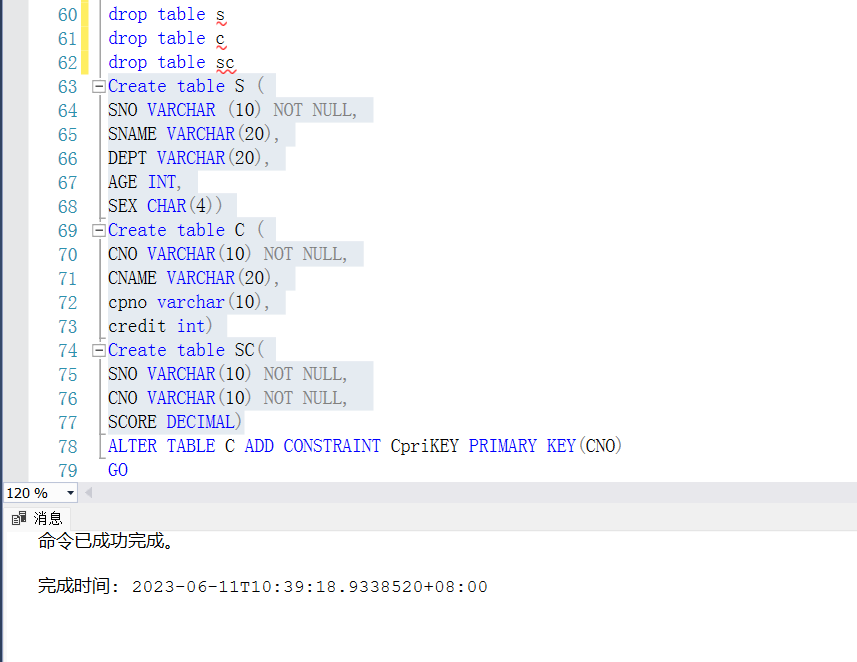 60 drop table s
61 drop table c
62 drop table sc
63 Create table S (
64 SNO VARCHAR (10) NOT NULL,
65 SNAME VARCHAR(20),
66 DEPT VARCHAR(20),
67 AGE INT,
68 SEX CHAR(4))
69 Create table C (
70 CNO VARCHAR(10) NOT NULL,
71 CNAME VARCHAR(20),
72 cpno varchar(10),
73 credit int)
74 Create table SC(
75 SNO VARCHAR(10) NOT NULL,
76 CNO VARCHAR(10) NOT NULL,
77 SCORE DECIMAL)
78 ALTER TABLE C ADD CONSTRAINT CpriKEY PRIMARY KEY(CNO)
79 GO
120 %
消息
命令已成功完成。
完成时间: 2023-06-11T10:39:18.9338520+08:00